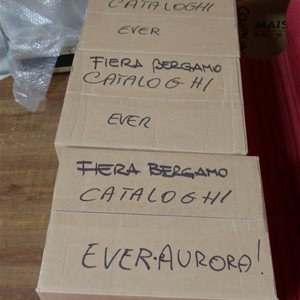 CATALOGHI
EVER
FIERA BERGAMO
CATALOGHI
EVER
FIERA BERGAMO
CATALOGHI
EVER·AURORA!
MAIS